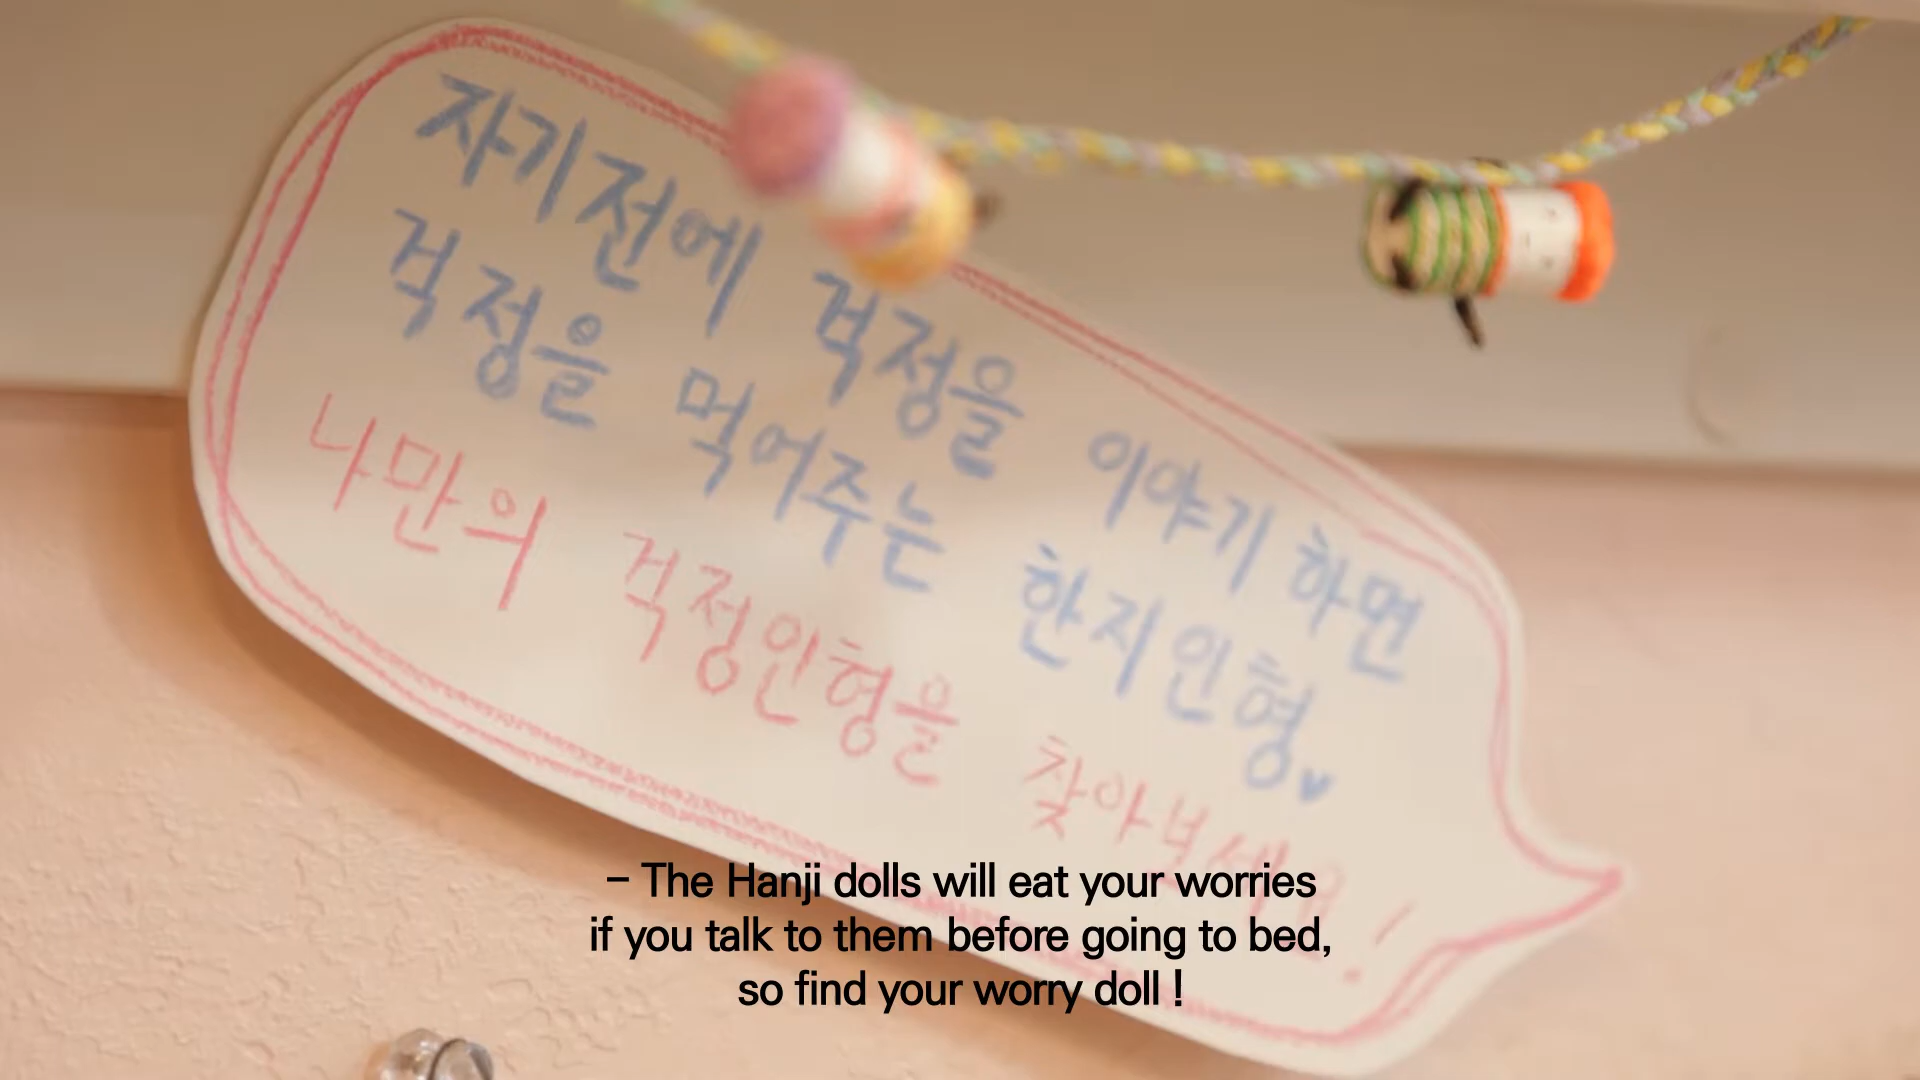 자기전에 걱정을 이야기하면
걱정을 먹어주는 한지인형
나만의 걱정인형을 찾아보세요!
– The Hanji dolls will eat your worries
if you talk to them before going to bed,
so find your worry doll !